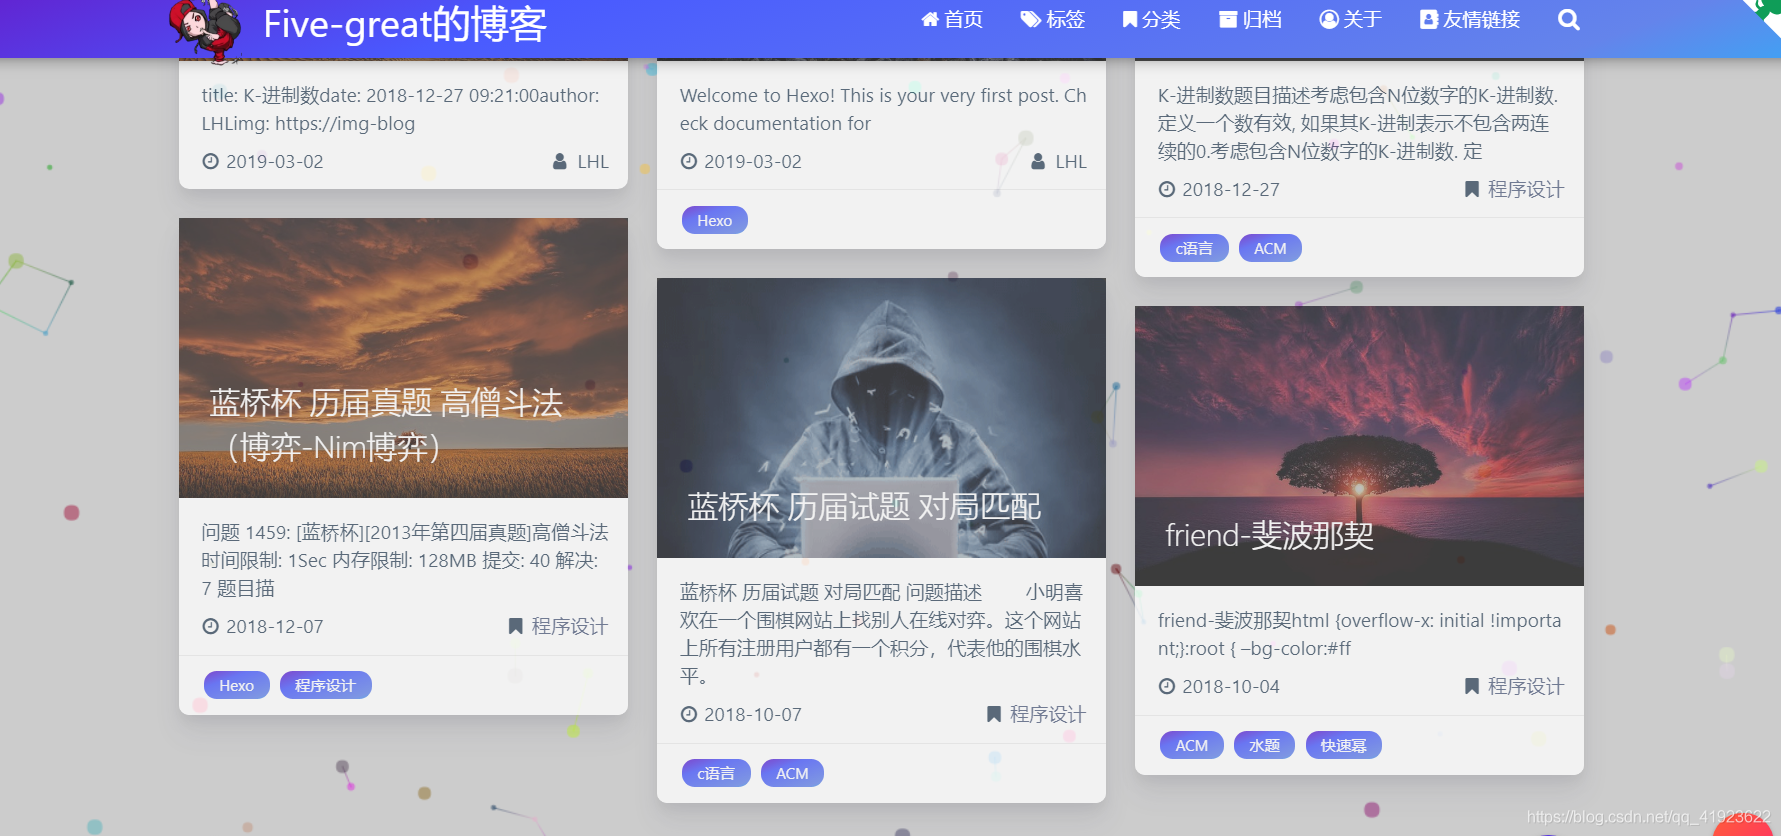 Five-great的博客
首页
标签
分类
归档
关于
友情链接
title: K-进制数date: 2018-12-27 09:21:00author:
LHLimg: https://img-blog
2019-03-02
LHL
蓝桥杯 历届真题 高僧斗法
（博弈-Nim博弈）
问题 1459: [蓝桥杯][2013年第四届真题]高僧斗法
时间限制: 1Sec 内存限制: 128MB 提交: 40 解决:
7 题目描
2018-12-07
程序设计
Hexo
程序设计
Welcome to Hexo! This is your very first post. Ch
eck documentation for
2019-03-02
LHL
Hexo
蓝桥杯 历届试题 对局匹配
蓝桥杯 历届试题 对局匹配 问题描述 小明喜
欢在一个围棋网站上找别人在线对弈。这个网站
上所有注册用户都有一个积分，代表他的围棋水
平。
2018-10-07
程序设计
c语言
ACM
K-进制数题目描述考虑包含N位数字的K-进制数.
定义一个数有效, 如果其K-进制表示不包含两连
续的0.考虑包含N位数字的K-进制数. 定
2018-12-27
程序设计
c语言
ACM
friend-斐波那契
friend-斐波那契html {overflow-x: initial !importa
nt;}:root { –bg-color:#ff
2018-10-04
程序设计
ACM
水题
快速幂
https://blog.csdn.net/qq_41923622